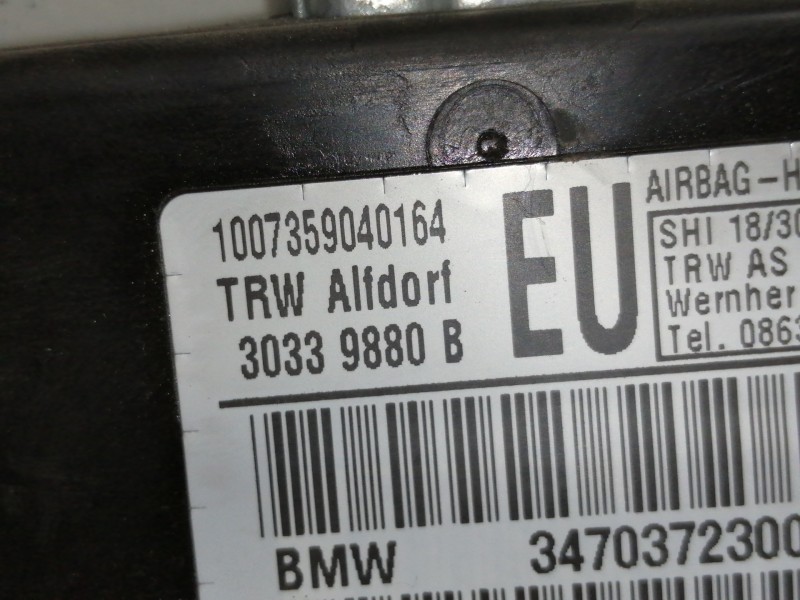 1007359040164
TRW Alfdorf
3033 9880 B
EU
AIRBAG-H
SHI 18/30
TRW AS
Wernher
Tel. 0863
BMW 3470372300